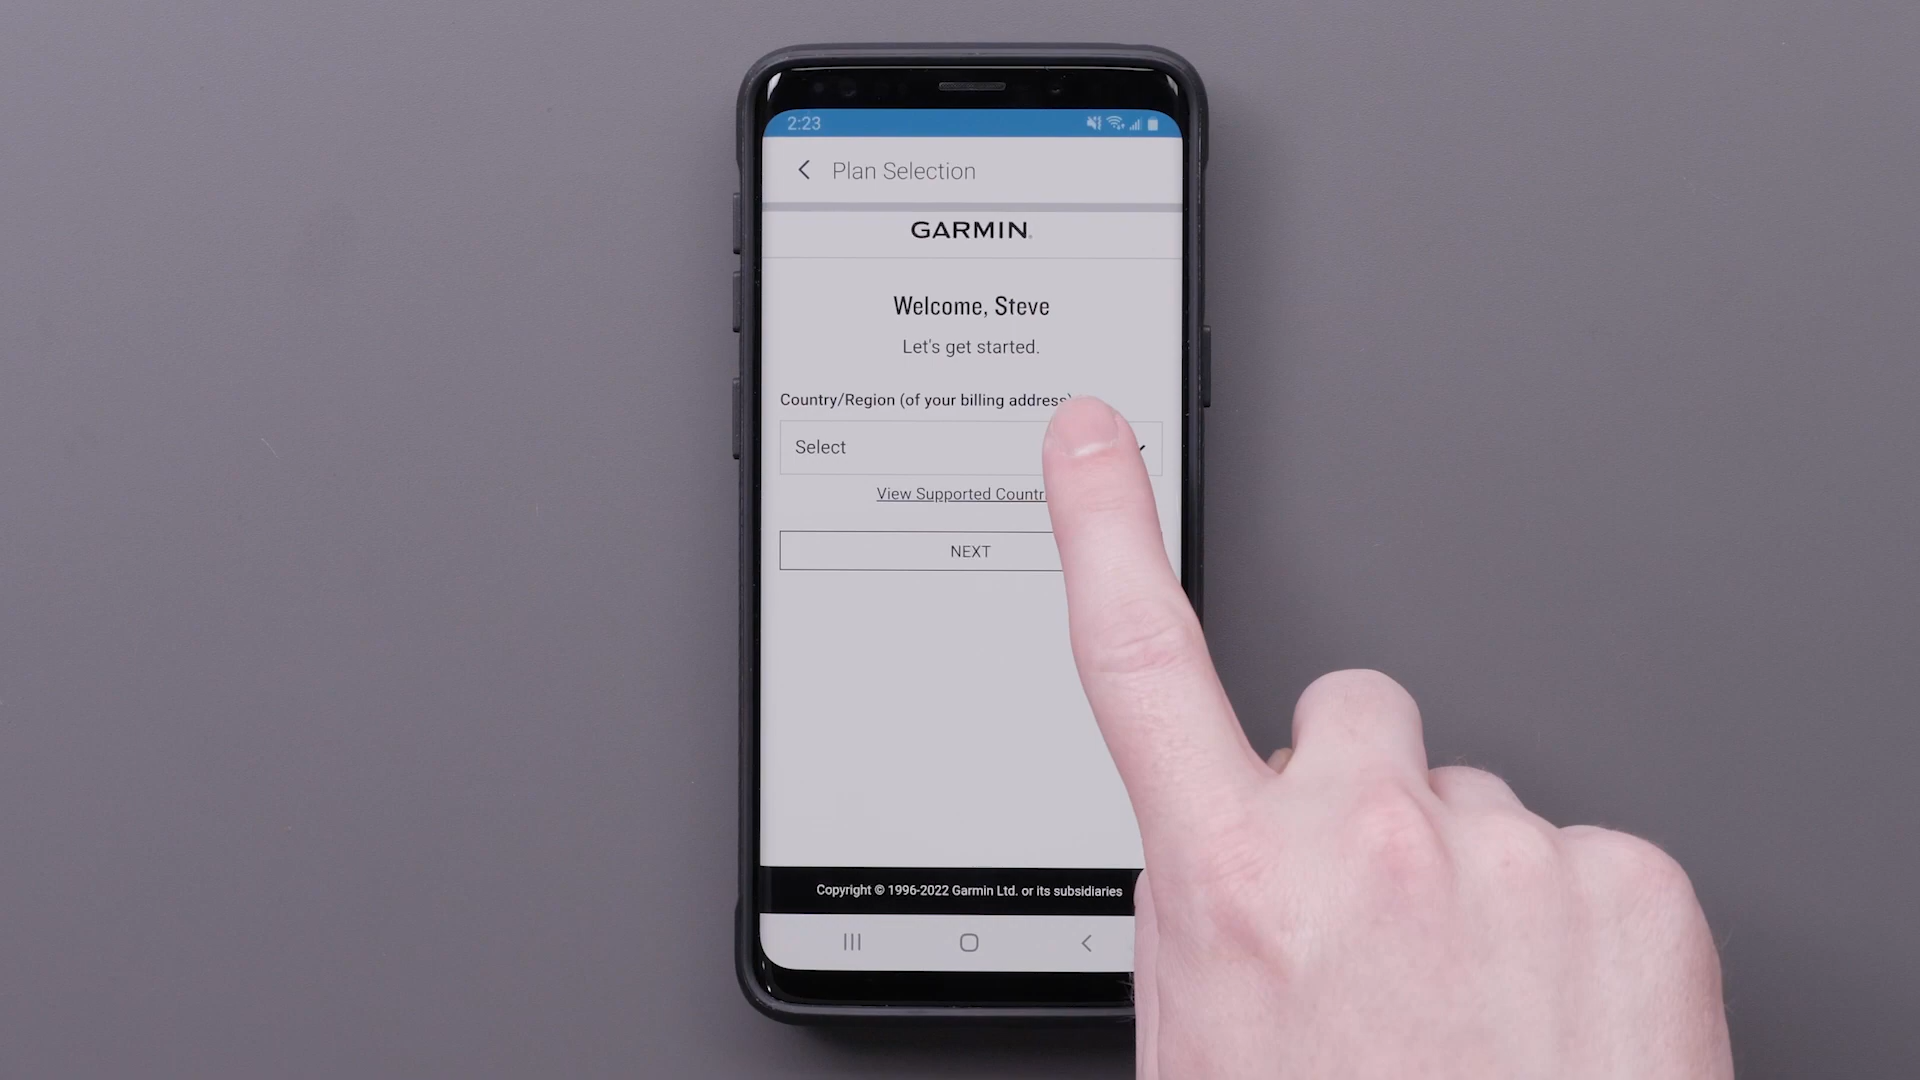 2:23
Plan Selection
GARMIN.
Welcome, Steve
Let's get started.
Country/Region (of your billing address)
Select
View Supported
NEXT
Copyright © 1996-2022 Garmin Ltd. or its subsidiaries